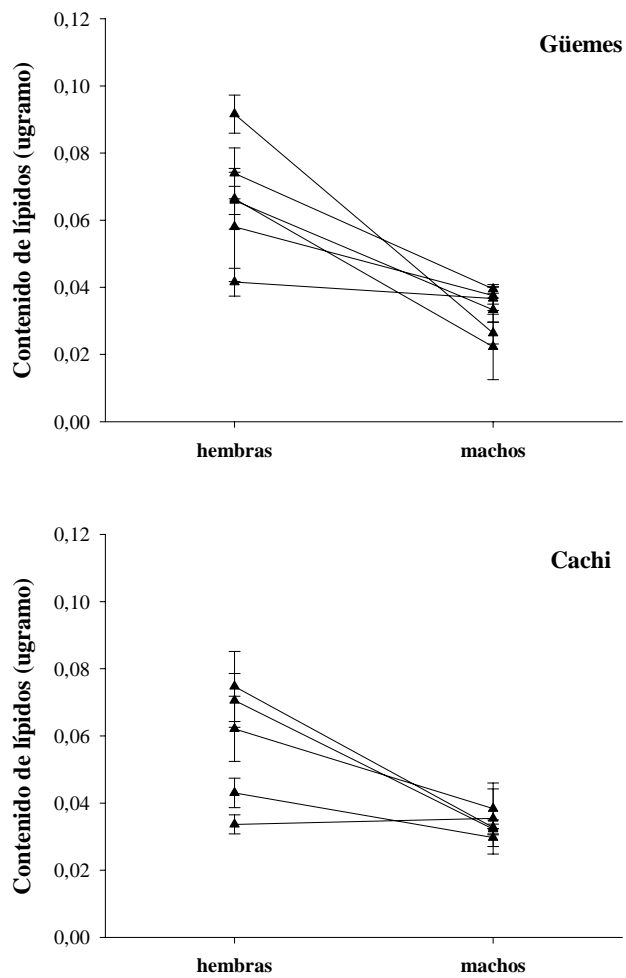 Güemes
Contenido de lípidos (ugramo)
0,12
0,10
0,08
0,06
0,04
0,02
0,00
hembras machos
Cachi
Contenido de lípidos (ugramo)
0,12
0,10
0,08
0,06
0,04
0,02
0,00
hembras machos